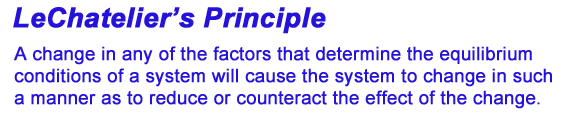 LeChatelier's Principle
A change in any of the factors that determine the equilibrium
conditions of a system will cause the system to change in such
a manner as to reduce or counteract the effect of the change.